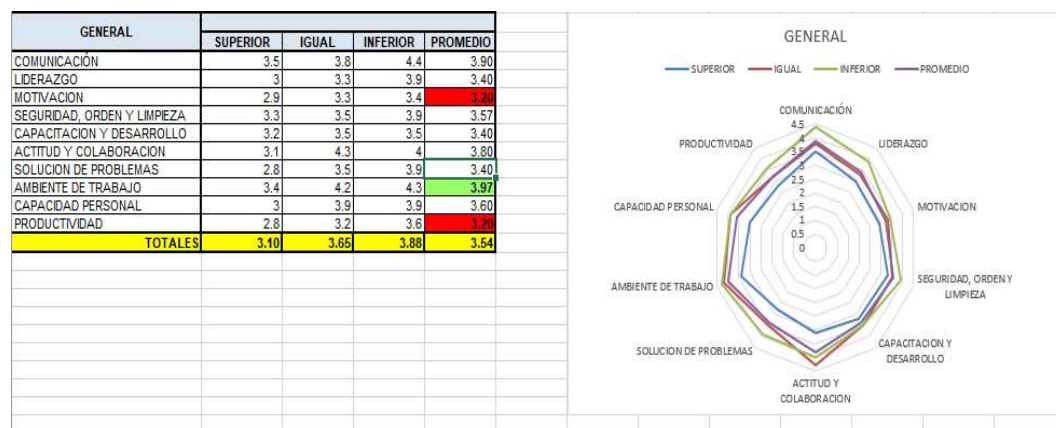 GENERAL
SUPERIOR IGUAL INFERIOR PROMEDIO
COMUNICACIÓN 3.5 3.8 4.4 3.90
LIDERAZGO 3 3.3 3.9 3.40
MOTIVACION 2.9 3.3 3.4 3.20
SEGURIDAD, ORDEN Y LIMPIEZA 3.3 3.5 3.9 3.57
CAPACITACION Y DESARROLLO 3.2 3.5 3.5 3.40
ACTITUD Y COLABORACION 3.1 4.3 4 3.80
SOLUCION DE PROBLEMAS 2.8 3.5 3.9 3.40
AMBIENTE DE TRABAJO 3.4 4.2 4.3 3.97
CAPACIDAD PERSONAL 3 3.9 3.9 3.60
PRODUCTIVIDAD 2.8 3.2 3.6 3.20
TOTALES 3.10 3.65 3.88 3.54
GENERAL
SUPERIOR IGUAL INFERIOR PROMEDIO
COMUNICACIÓN
LIDERAZGO
MOTIVACION
SEGURIDAD, ORDEN Y
LIMPIEZA
CAPACITACION Y
DESARROLLO
ACTITUD Y
COLABORACION
SOLUCION DE PROBLEMAS
AMBIENTE DE TRABAJO
CAPACIDAD PERSONAL
PRODUCTIVIDAD
4.5
4
3.5
3
2.5
2
1.5
1
0.5
0